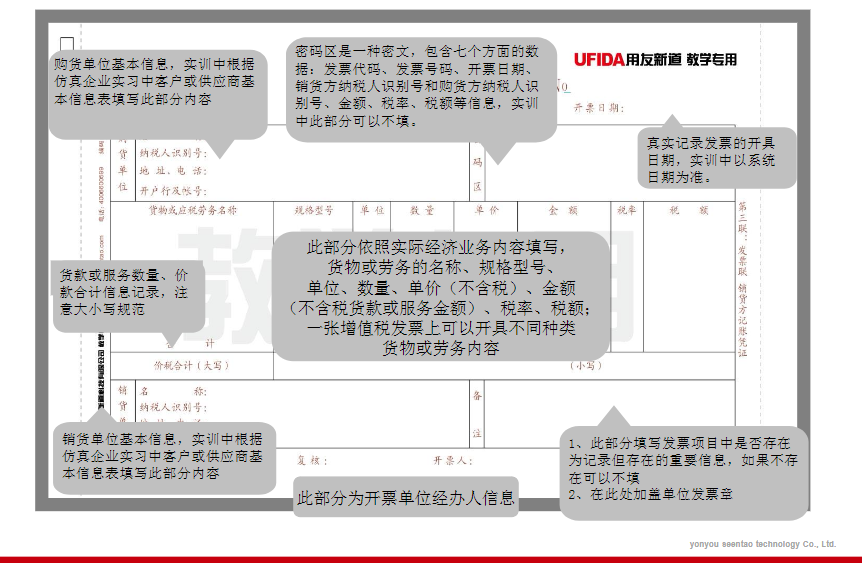 购货单位基本信息，实训中根据
仿真企业实习中客户或供应商基
本信息表填写此部分内容
密码区是一种密文，包含七个方面的数
据：发票代码、发票号码、开票日期、
销货方纳税人识别号和购货方纳税人识
别号、金额、税率、税额等信息，实训
中此部分可以不填。
UFIDA用友新道 教学专用
No
开票日期：
真实记录发票的开具
日期，实训中以系统
日期为准。
货
单
位
纳税人识别号：
地 址、电 话：
开户行及帐号：
码
区
货物或应税劳务名称
规格型号
单 位
数 量
单 价
金 额
税率
税 额
第三联：发票联 销货方记账凭证
此部分依照实际经济业务内容填写，
货物或劳务的名称、规格型号、
单位、数量、单价（不含税）、金额
（不含税货款或服务金额）、税率、税额；
一张增值税发票上可以开具不同种类
货物或劳务内容
货款或服务数量、价
款合计信息记录，注
意大小写规范
计
价税合计（大写）
（小写）
销
货
名 称：
纳税人识别号：
备
注
销货单位基本信息，实训中根据
仿真企业实习中客户或供应商基
本信息表填写此部分内容
复核：
开票人：
此部分为开票单位经办人信息
1、此部分填写发票项目中是否存在
为记录但存在的重要信息，如果不存
在可以不填
2、在此处加盖单位发票章
yonyou seentao technology Co., Ltd.